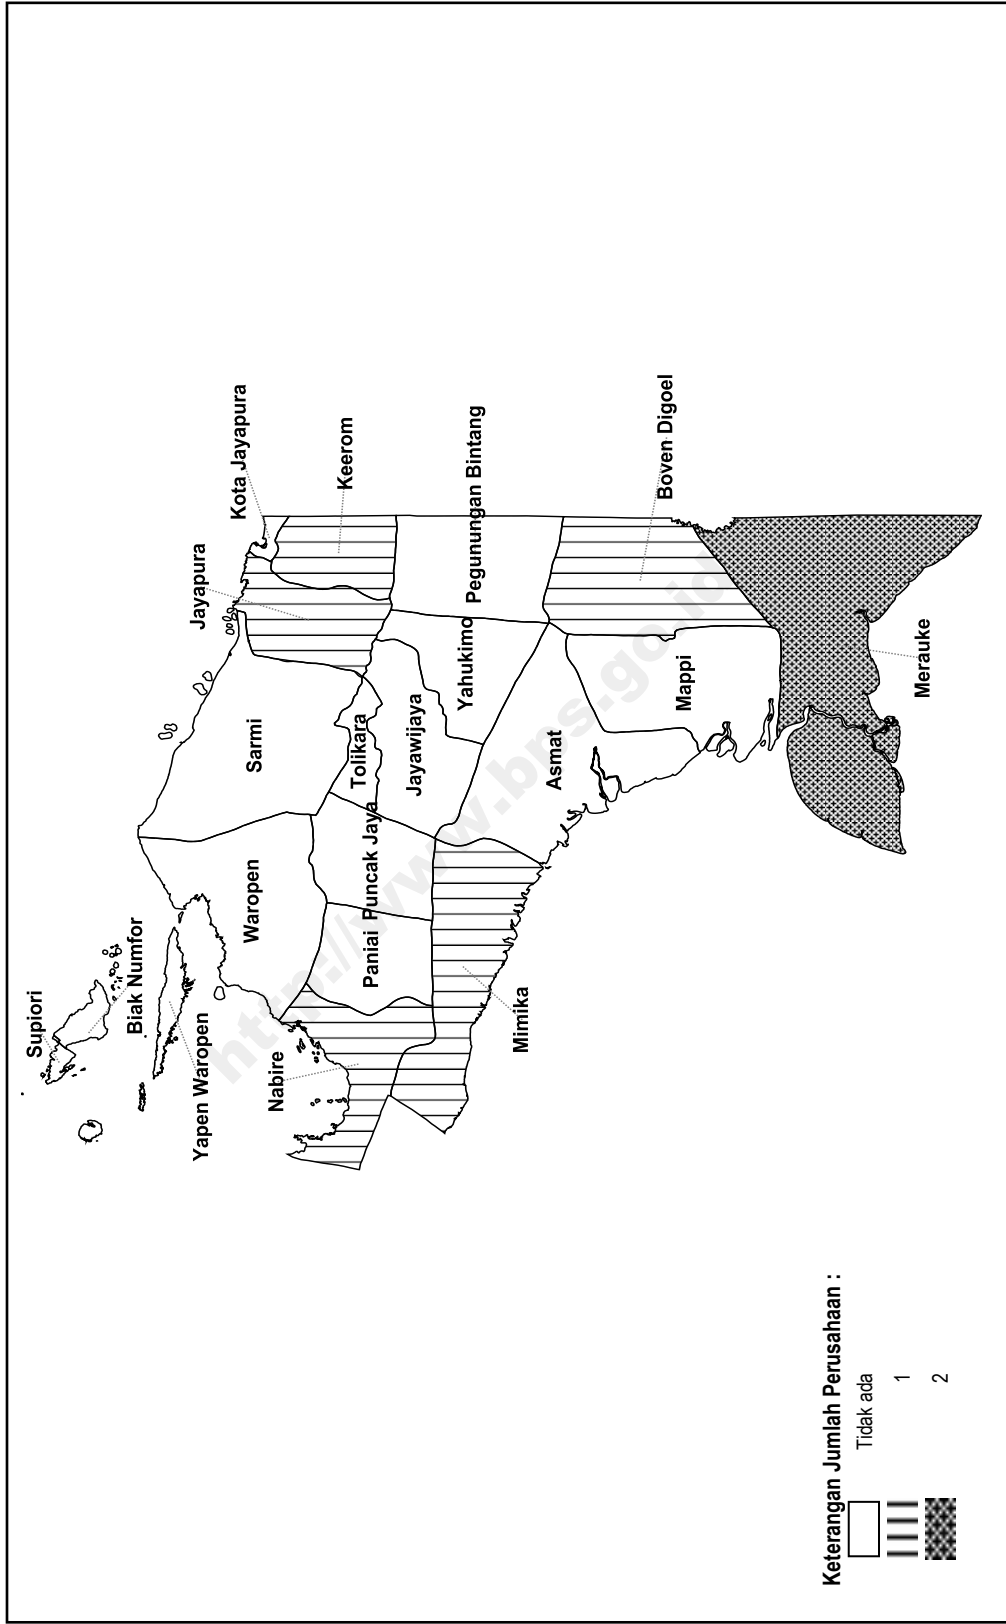 Supiori
Biak Numfor
Yapen Waropen
Nabire
Waropen
Sarmi
Jayapura
Kota Jayapura
Keerom
Paniai
Puncak Jaya
Tolikara
Jayawijaya
Yahukimo
Pegunungan Bintang
Mimika
Asmat
Mappi
Boven Digoel
Merauke
http://www.bps.go.id
Keterangan Jumlah Perusahaan :
Tidak ada
1
2